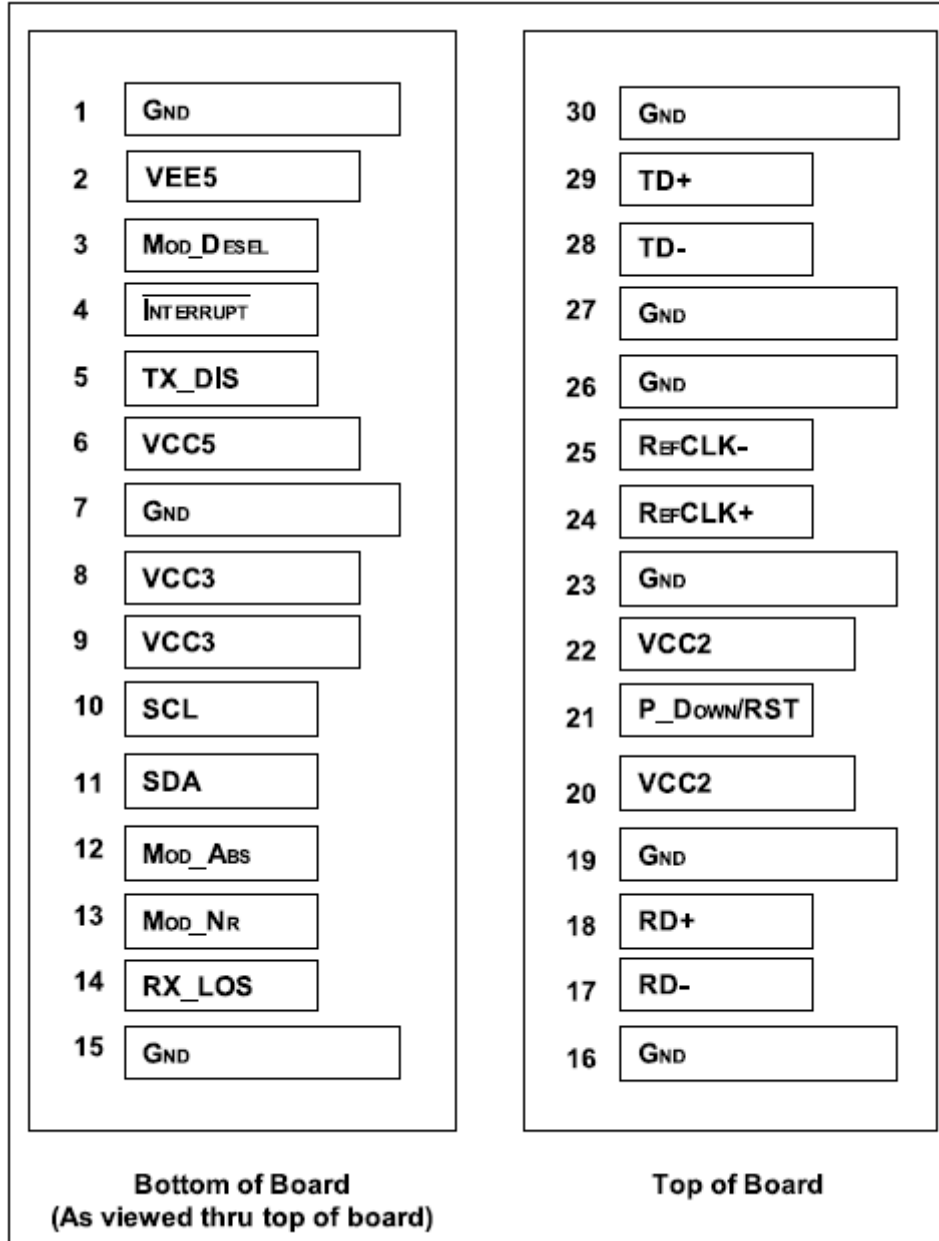 1 GND
2 VEE5
3 MOD_DESEL
4 INTERRUPT
5 TX_DIS
6 VCC5
7 GND
8 VCC3
9 VCC3
10 SCL
11 SDA
12 MOD_ABS
13 MOD_NR
14 RX_LOS
15 GND
Bottom of Board
(As viewed thru top of board)
30 GND
29 TD+
28 TD-
27 GND
26 GND
25 REFCLK-
24 REFCLK+
23 GND
22 VCC2
21 P_DOWN/RST
20 VCC2
19 GND
18 RD+
17 RD-
16 GND
Top of Board